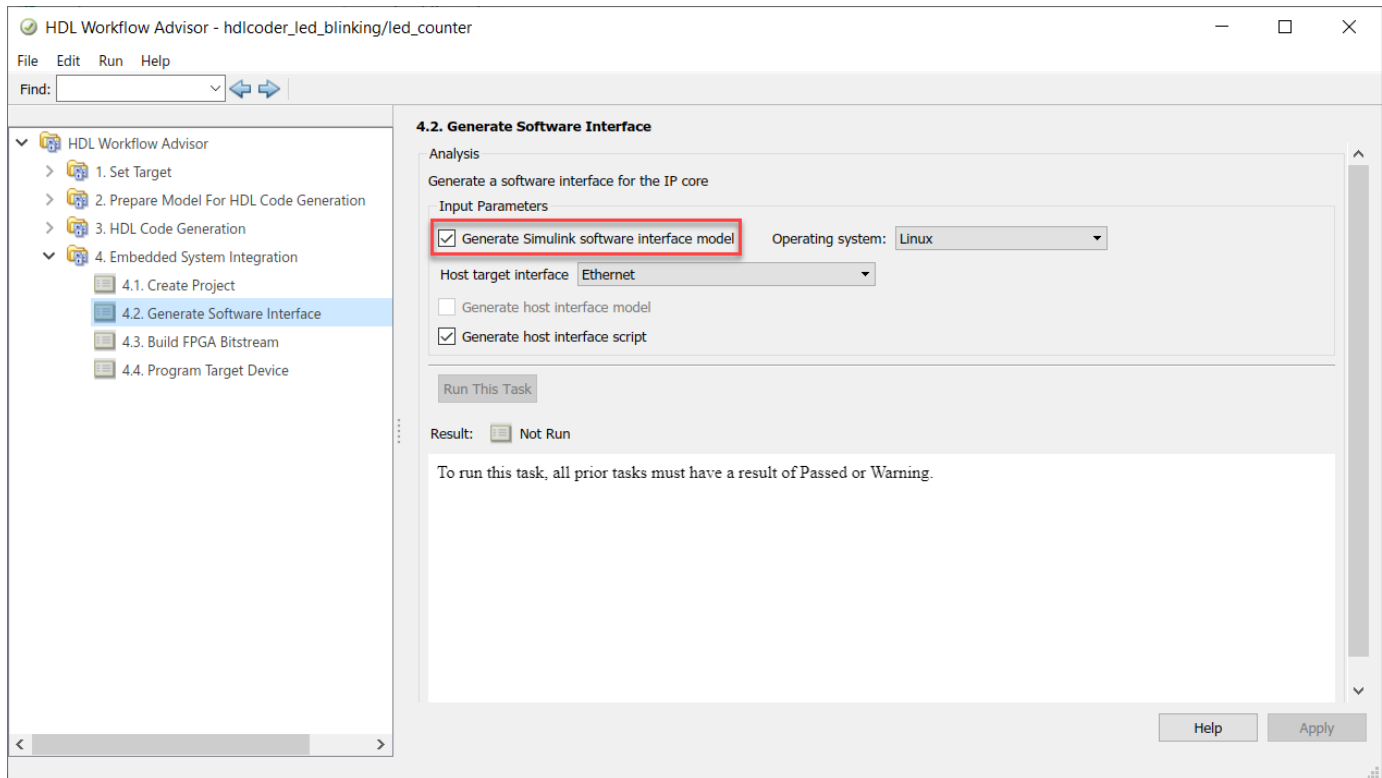 HDL Workflow Advisor - hdlcoder_led_blinking/led_counter
File Edit Run Help
Find:
HDL Workflow Advisor
1. Set Target
2. Prepare Model For HDL Code Generation
3. HDL Code Generation
4. Embedded System Integration
4.1. Create Project
4.2. Generate Software Interface
4.3. Build FPGA Bitstream
4.4. Program Target Device
4.2. Generate Software Interface
Analysis
Generate a software interface for the IP core
Input Parameters
Generate Simulink software interface model Operating system: Linux
Host target interface Ethernet
Generate host interface model
Generate host interface script
Run This Task
Result: Not Run
To run this task, all prior tasks must have a result of Passed or Warning.
Help Apply